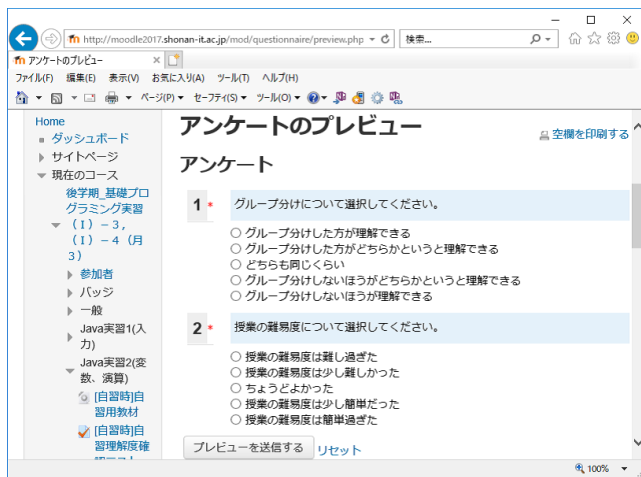 http://moodle2017.shonan-it.ac.jp/mod/questionnaire/preview.php
検索...
アンケートのプレビュー
ファイル(F) 編集(E) 表示(V) お気に入り(A) ツール(T) ヘルプ(H)
ページ(P) セーフティ(S) ツール(O)
Home
ダッシュボード
サイトページ
現在のコース
後学期_基礎プロ
グラミング実習
(I)－3,
(I)－4（月
3）
参加者
バッジ
一般
Java実習1(入
力)
Java実習2(変
数、演算)
[自習時]自
習用教材
[自習時]自
習理解度確
アンケートのプレビュー
空欄を印刷する
アンケート
1 * グループ分けについて選択してください。
グループ分けした方が理解できる
グループ分けした方がどちらかというと理解できる
どちらも同じくらい
グループ分けしないほうがどちらかというと理解できる
グループ分けしないほうが理解できる
2 * 授業の難易度について選択してください。
授業の難易度は難し過ぎた
授業の難易度は少し難しかった
ちょうどよかった
授業の難易度は少し簡単だった
授業の難易度は簡単過ぎた
プレビューを送信する リセット
100%